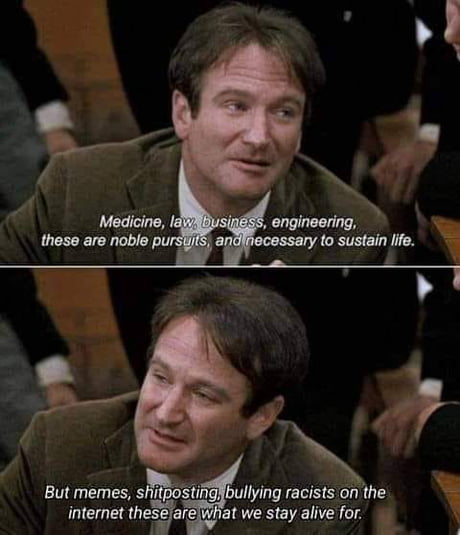 Medicine, law, business, engineering,
these are noble pursuits, and necessary to sustain life.
But memes, shitposting, bullying racists on the
internet these are what we stay alive for.